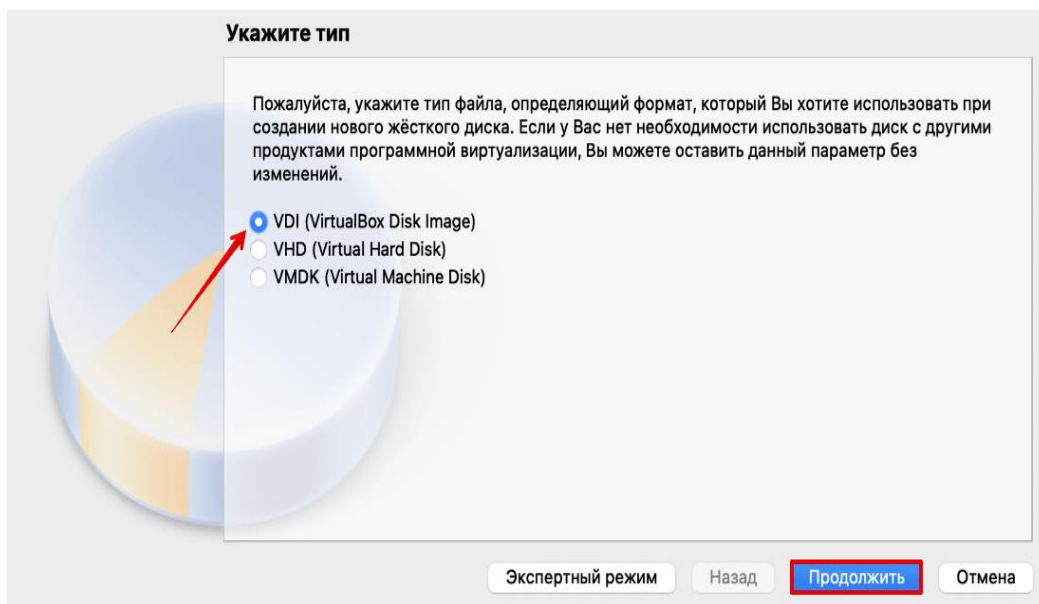 Укажите тип
Пожалуйста, укажите тип файла, определяющий формат, который Вы хотите использовать при
создании нового жёсткого диска. Если у Вас нет необходимости использовать диск с другими
продуктами программной виртуализации, Вы можете оставить данный параметр без
изменений.
VDI (VirtualBox Disk Image)
VHD (Virtual Hard Disk)
VMDK (Virtual Machine Disk)
Экспертный режим Назад Продолжить Отмена